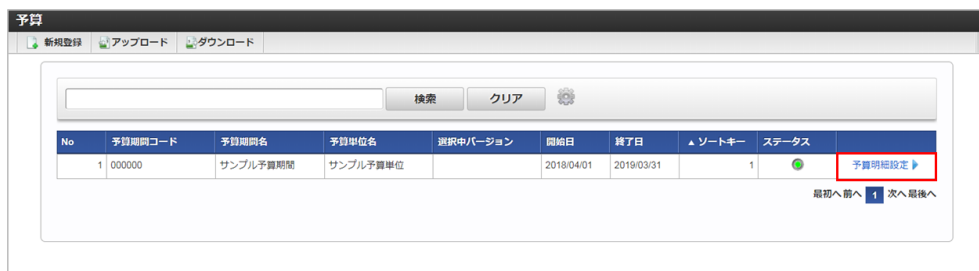 予算
新規登録 アップロード ダウンロード
検索 クリア
No 予算期間コード 予算期間名 予算単位名 選択中バージョン 開始日 終了日 ▲ ソートキー ステータス
1 000000 サンプル予算期間 サンプル予算単位 2018/04/01 2019/03/31 1 予算明細設定
最初へ 前へ 1 次へ 最後へ